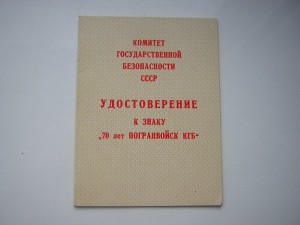 КОМИТЕТ
ГОСУДАРСТВЕННОЙ
БЕЗОПАСНОСТИ
СССР
УДОСТОВЕРЕНИЕ
К ЗНАКУ
„70 лет ПОГРАНВОЙСК КГБ“